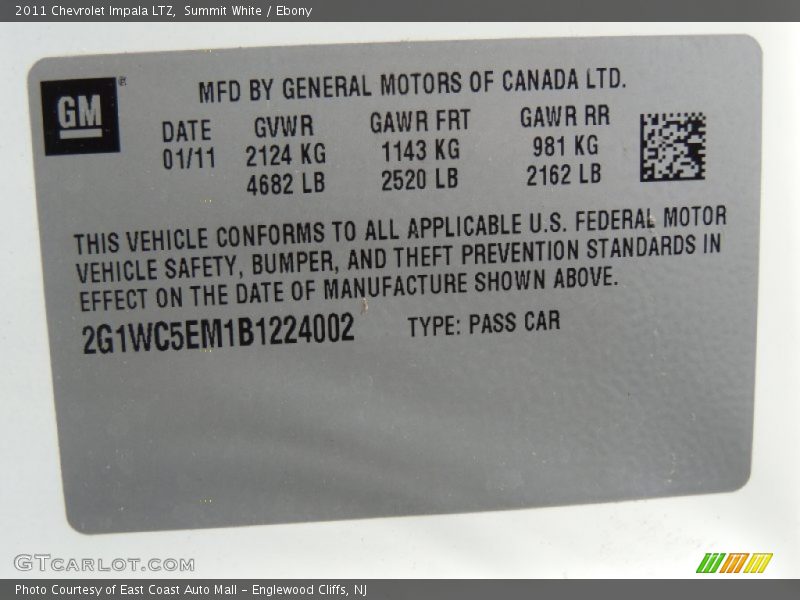 2011 Chevrolet Impala LTZ, Summit White / Ebony
GM®
MFD BY GENERAL MOTORS OF CANADA LTD.
DATE GVWR GAWR FRT GAWR RR
01/11 2124 KG 1143 KG 981 KG
4682 LB 2520 LB 2162 LB
THIS VEHICLE CONFORMS TO ALL APPLICABLE U.S. FEDERAL MOTOR
VEHICLE SAFETY, BUMPER, AND THEFT PREVENTION STANDARDS IN
EFFECT ON THE DATE OF MANUFACTURE SHOWN ABOVE.
2G1WC5EM1B1224002 TYPE: PASS CAR
GTCARLOT.COM
Photo Courtesy of East Coast Auto Mall – Englewood Cliffs, NJ